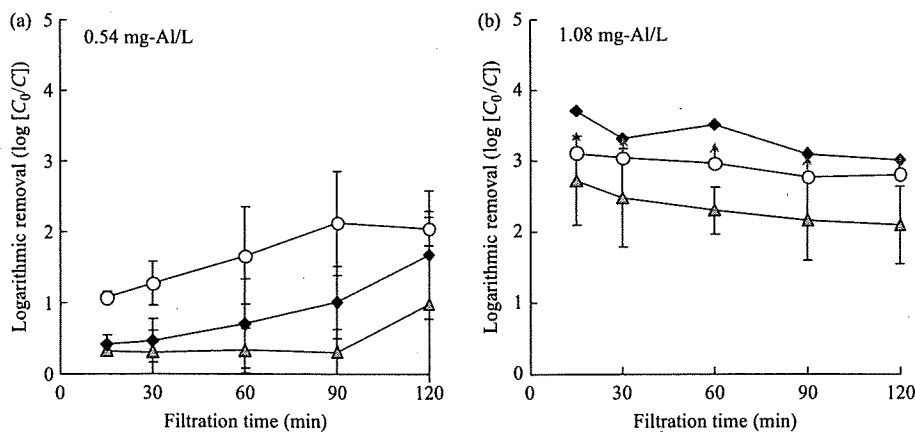 (a)
0.54 mg-Al/L
Logarithmic removal (log [C0/C])
5
4
3
2
1
0
0
30
60
90
120
Filtration time (min)
(b)
1.08 mg-Al/L
Logarithmic removal (log [C0/C])
5
4
3
2
1
0
0
30
60
90
120
Filtration time (min)